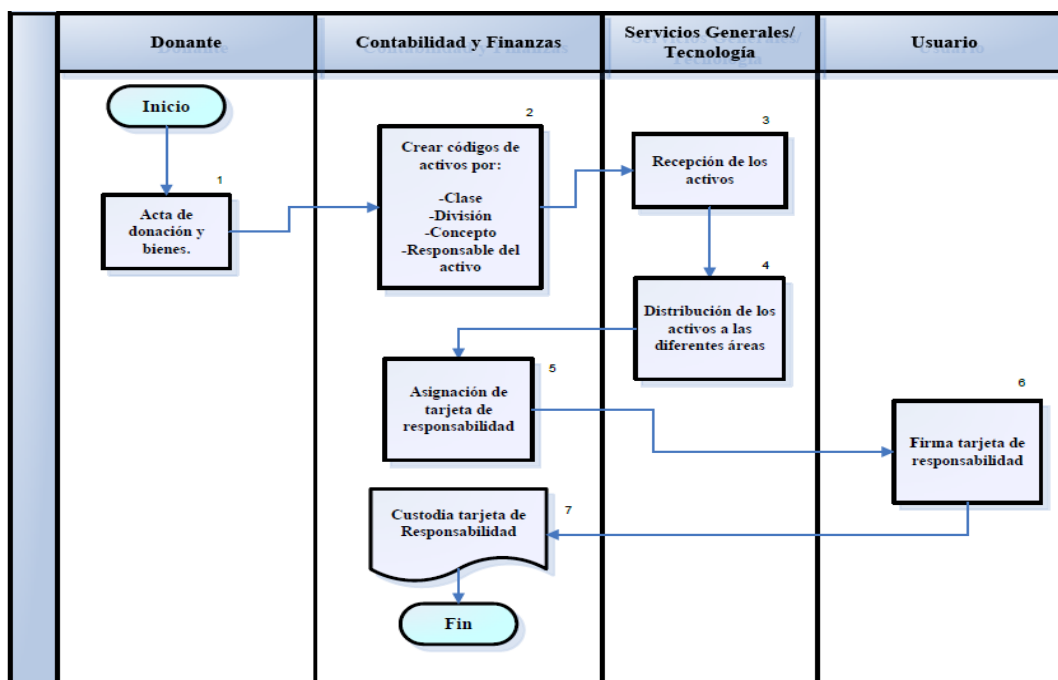 Donante
Contabilidad y Finanzas
Servicios Generales/
Tecnología
Usuario
Inicio
1
Acta de
donación y
bienes.
2
Crear códigos de
activos por:
-Clase
-División
-Concepto
-Responsable del
activo
3
Recepción de los
activos
4
Distribución de los
activos a las
diferentes áreas
5
Asignación de
tarjeta de
responsabilidad
6
Firma tarjeta de
responsabilidad
7
Custodia tarjeta de
Responsabilidad
Fin